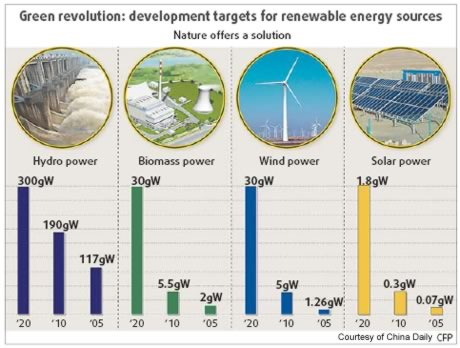 Green revolution: development targets for renewable energy sources
Nature offers a solution
Hydro power
Biomass power
Wind power
Solar power
300gW
190gW
117gW
30gW
5.5gW
2gW
30gW
5gW
1.26gW
1.8gW
0.3gW
0.07gW
'20 '10 '05
'20 '10 '05
'20 '10 '05
'20 '10 '05
Courtesy of China Daily CFP